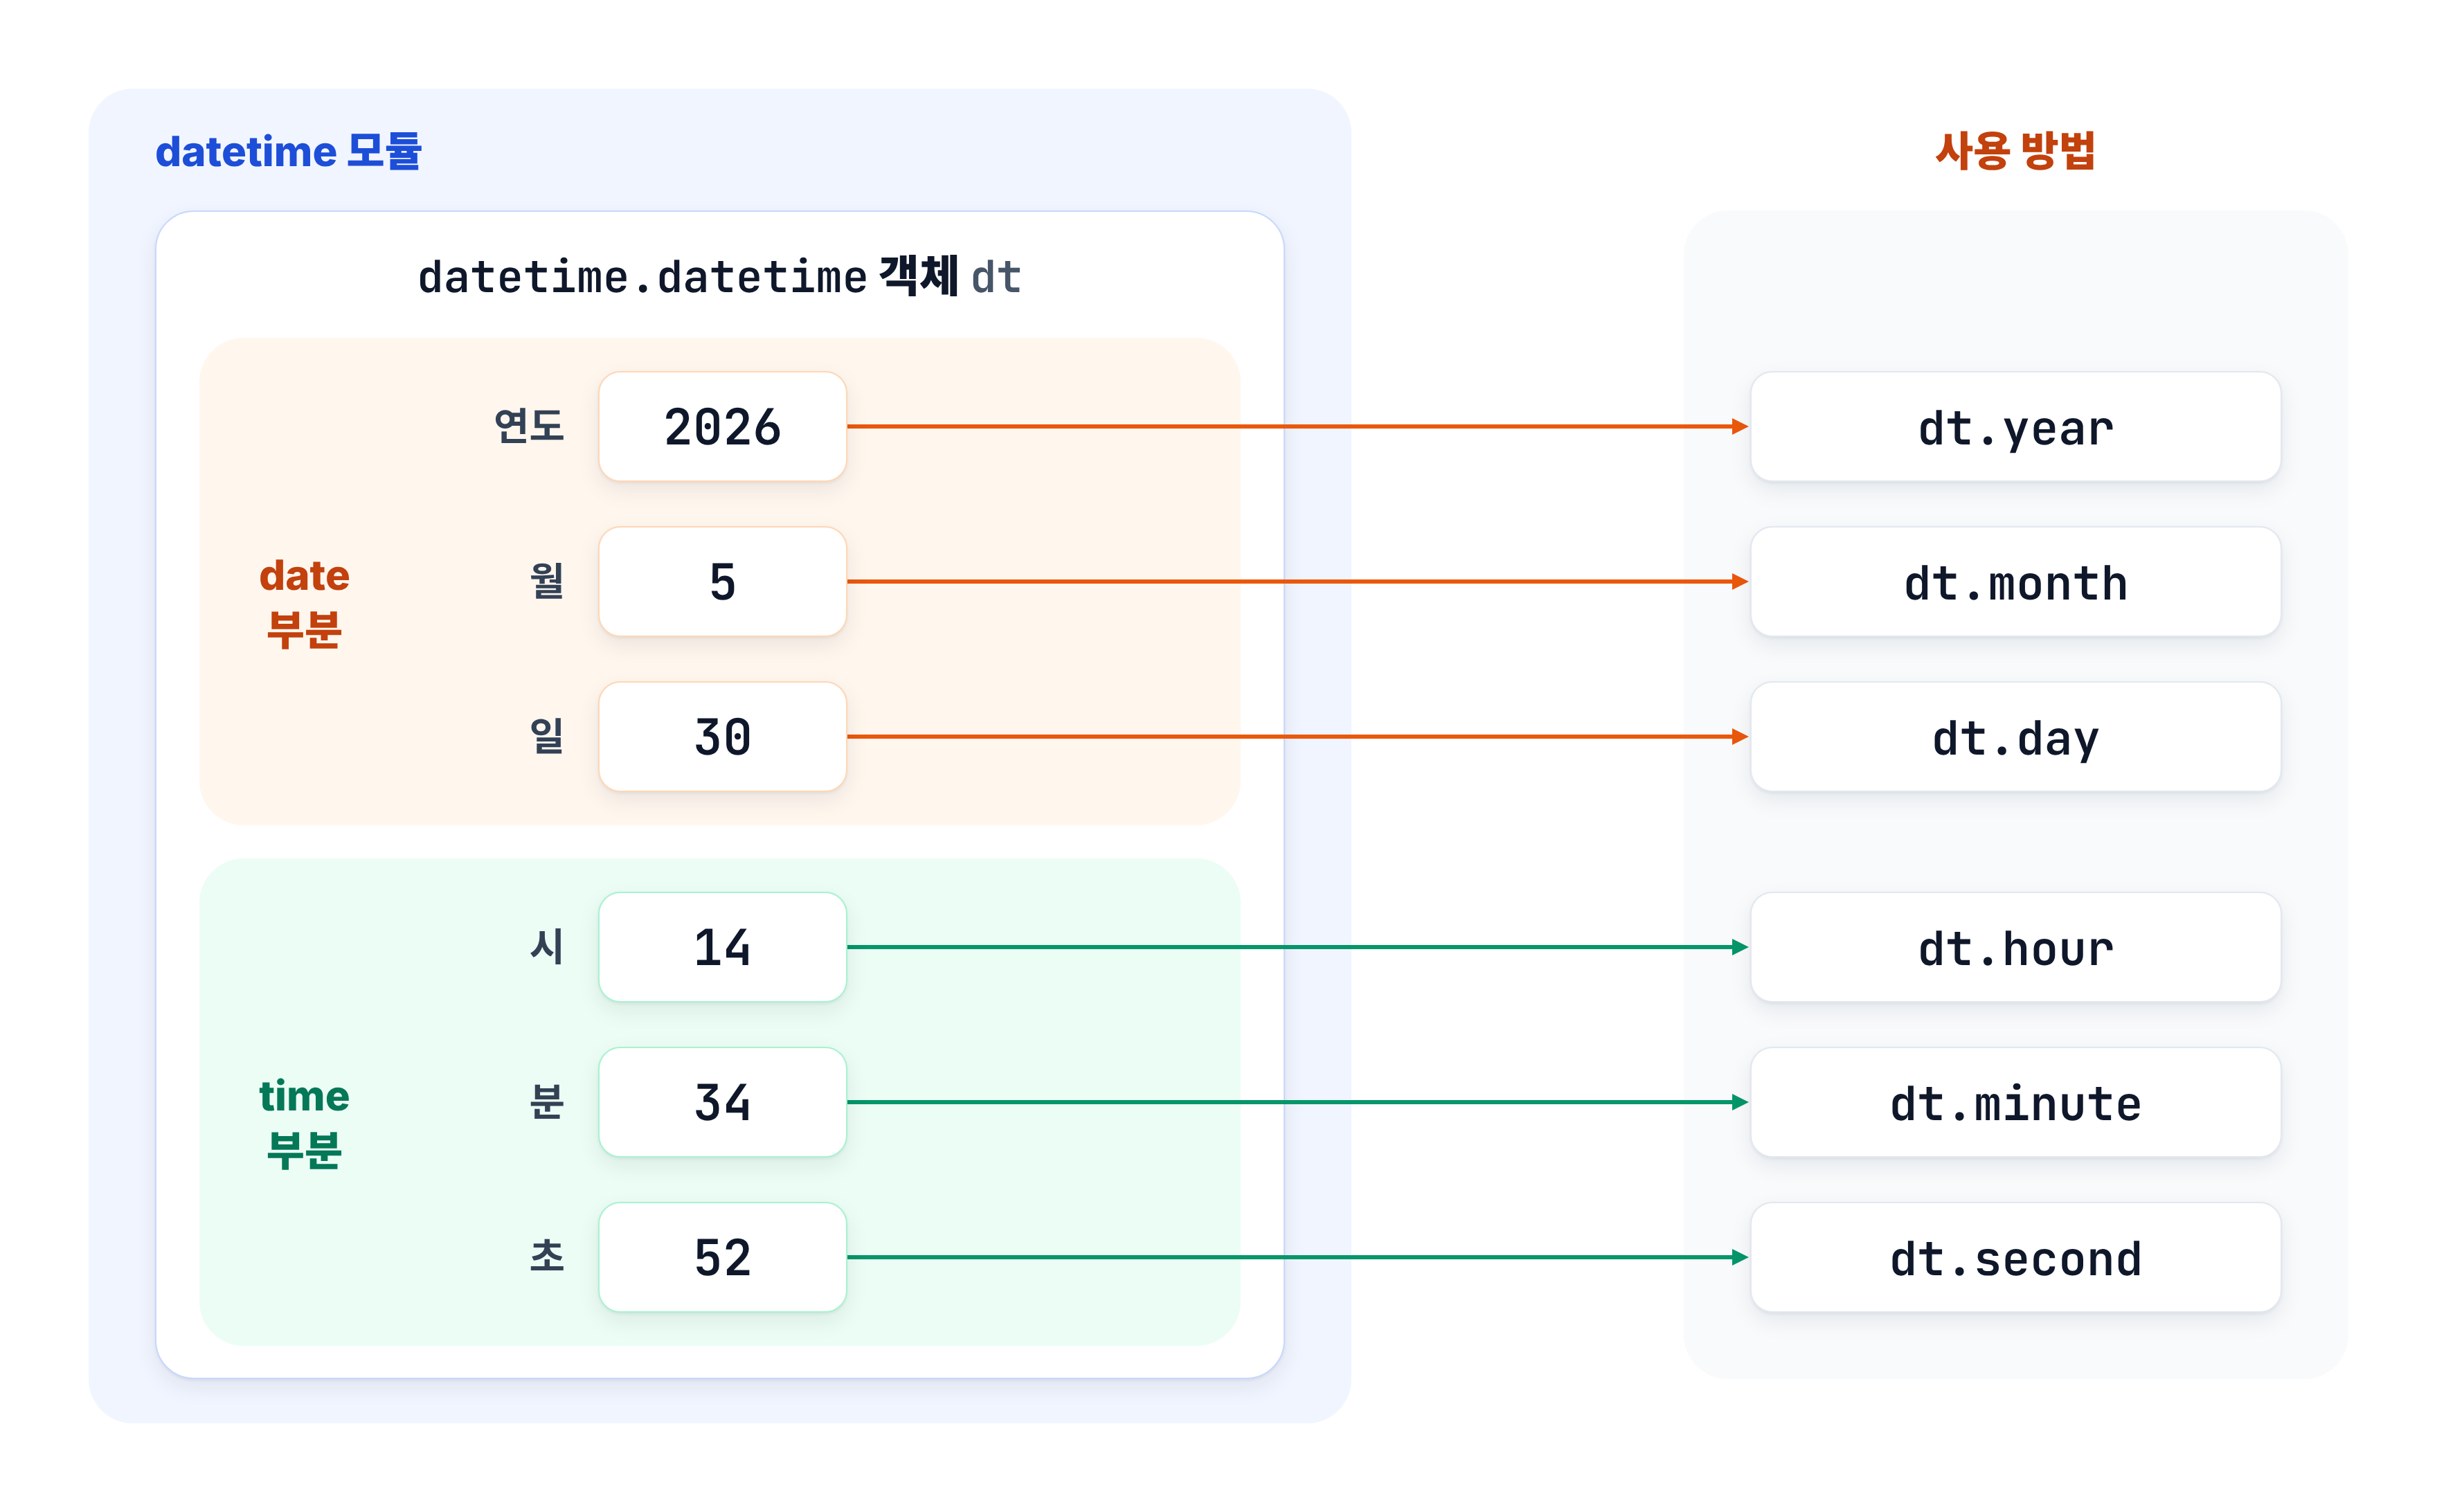 datetime 모듈
사용 방법
datetime.datetime 객체 dt
date
부분
연도 2026 dt.year
월 5 dt.month
일 30 dt.day
time
부분
시 14 dt.hour
분 34 dt.minute
초 52 dt.second